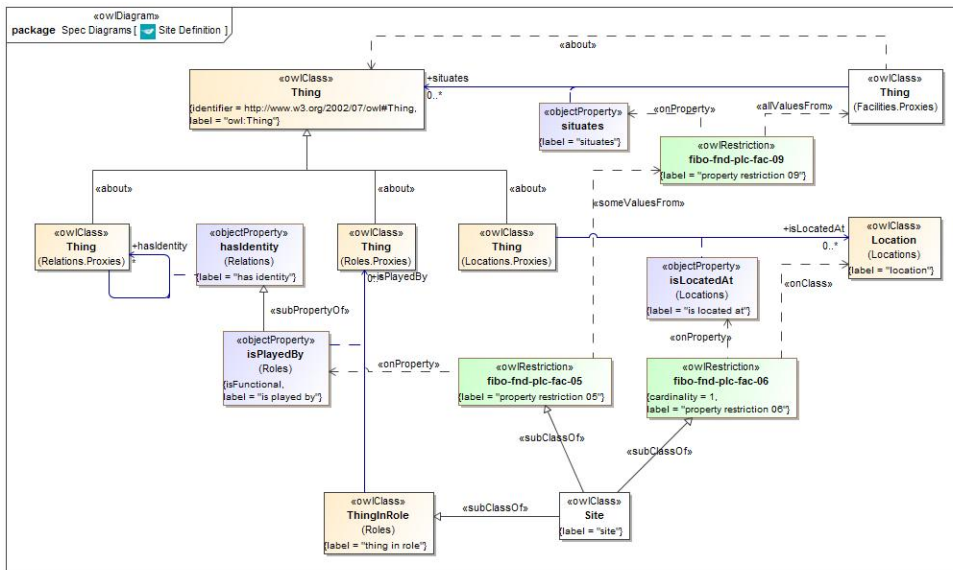 «owlDiagram»
package Spec Diagrams [ Site Definition ]
«about»
«owlClass»
Thing
{identifier = http://www.w3.org/2002/07/owl#Thing,
label = "owl:Thing"}
+situates
0..*
«owlClass»
Thing
(Facilities.Proxies)
«objectProperty»
situates
{label = "situates"}
«onProperty»
«allValuesFrom»
«owlRestriction»
fibo-fnd-plc-fac-09
{label = "property restriction 09"}
«about»
«about»
«about»
«someValuesFrom»
«owlClass»
Thing
(Relations.Proxies)
+hasIdentity
*
«objectProperty»
hasIdentity
(Relations)
{label = "has identity"}
«owlClass»
Thing
(Roles.Proxies)
0..*
+isPlayedBy
«owlClass»
Thing
(Locations.Proxies)
+isLocatedAt
0..*
«owlClass»
Location
(Locations)
{label = "location"}
«objectProperty»
isLocatedAt
(Locations)
{label = "is located at"}
«onClass»
«subPropertyOf»
«onProperty»
«objectProperty»
isPlayedBy
(Roles)
{isFunctional,
label = "is played by"}
«onProperty»
«owlRestriction»
fibo-fnd-plc-fac-05
{label = "property restriction 05"}
«owlRestriction»
fibo-fnd-plc-fac-06
{cardinality = 1,
label = "property restriction 06"}
«subClassOf»
«subClassOf»
«owlClass»
ThingInRole
(Roles)
{label = "thing in role"}
«subClassOf»
«owlClass»
Site
{label = "site"}